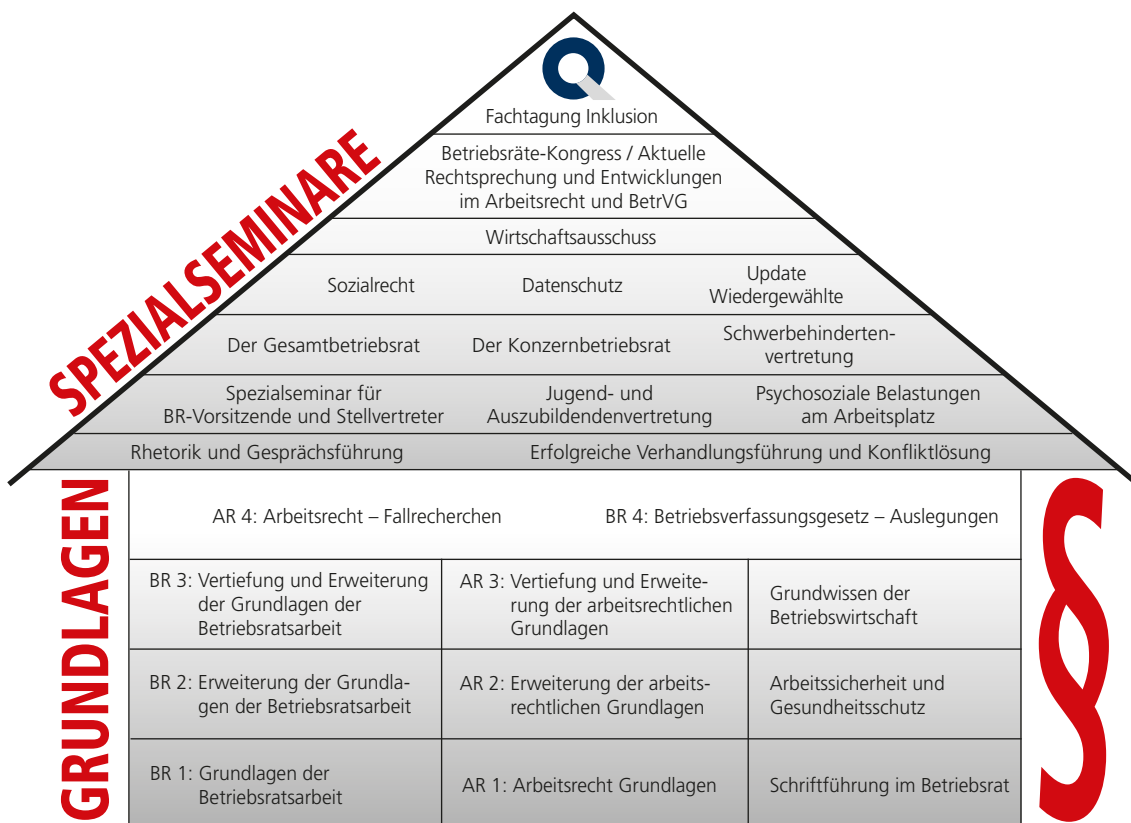 Fachtagung Inklusion
Betriebsräte-Kongress / Aktuelle
Rechtsprechung und Entwicklungen
im Arbeitsrecht und BetrVG
Wirtschaftsausschuss
Sozialrecht
Datenschutz
Update
Wiedergewählte
Der Gesamtbetriebsrat
Der Konzernbetriebsrat
Schwerbehinderten-
vertretung
Spezialseminar für
BR-Vorsitzende und Stellvertreter
Jugend- und
Auszubildendenvertretung
Psychosoziale Belastungen
am Arbeitsplatz
Rhetorik und Gesprächsführung
Erfolgreiche Verhandlungsführung und Konfliktlösung
SPEZIALSEMINARE
AR 4: Arbeitsrecht – Fallrecherchen
BR 4: Betriebsverfassungsgesetz – Auslegungen
BR 3: Vertiefung und Erweiterung
der Grundlagen der
Betriebsratsarbeit
AR 3: Vertiefung und Erweite-
rung der arbeitsrechtlichen
Grundlagen
Grundwissen der
Betriebswirtschaft
BR 2: Erweiterung der Grundla-
gen der Betriebsratsarbeit
AR 2: Erweiterung der arbeits-
rechtlichen Grundlagen
Arbeitssicherheit und
Gesundheitsschutz
BR 1: Grundlagen der
Betriebsratsarbeit
AR 1: Arbeitsrecht Grundlagen
Schriftführung im Betriebsrat
GRUNDLAGEN
§